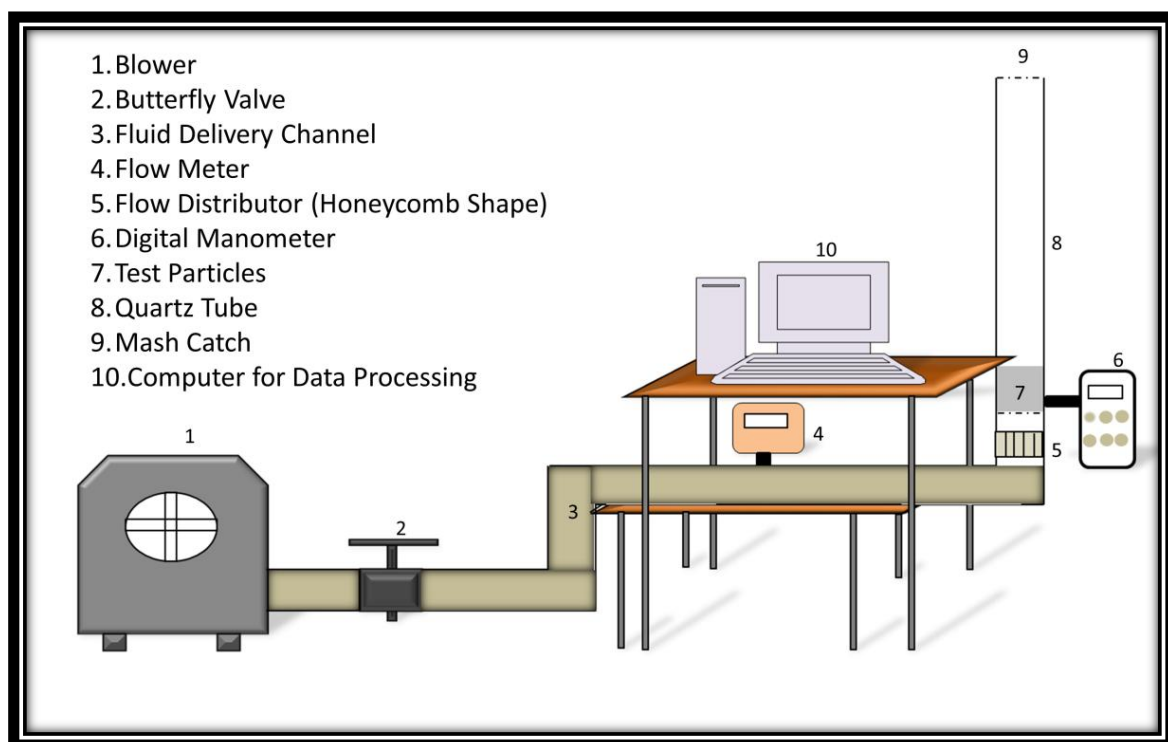 1.Blower
2.Butterfly Valve
3.Fluid Delivery Channel
4.Flow Meter
5.Flow Distributor (Honeycomb Shape)
6.Digital Manometer
7.Test Particles
8.Quartz Tube
9.Mash Catch
10.Computer for Data Processing
9
8
10
6
7
4
5
1
3
2